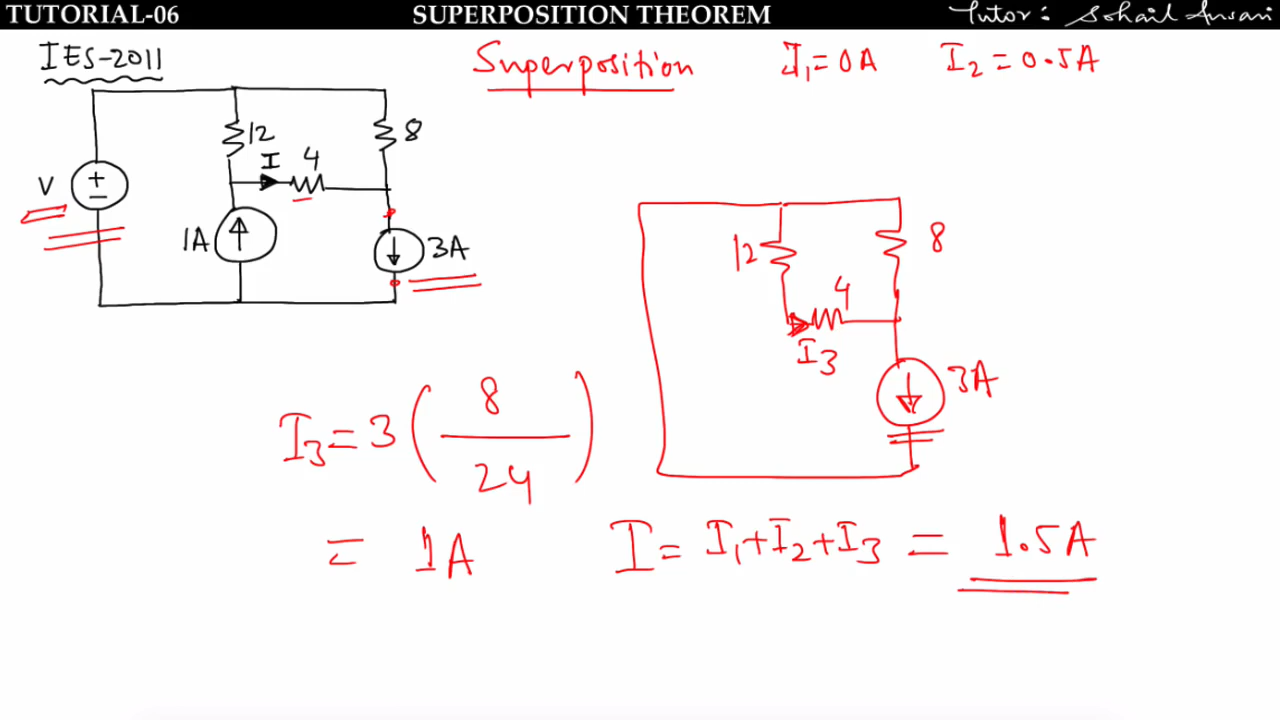 TUTORIAL-06 SUPERPOSITION THEOREM Tutor: Sohail Ansari
IES-2011 Superposition I₁=0A I₂=0.5A
12 8
I 4
V + −
1A 3A
12 8
4
I₃
3A
I₃ = 3 ( 8 / 24 )
= 1A I = I₁+I₂+I₃ = 1.5A